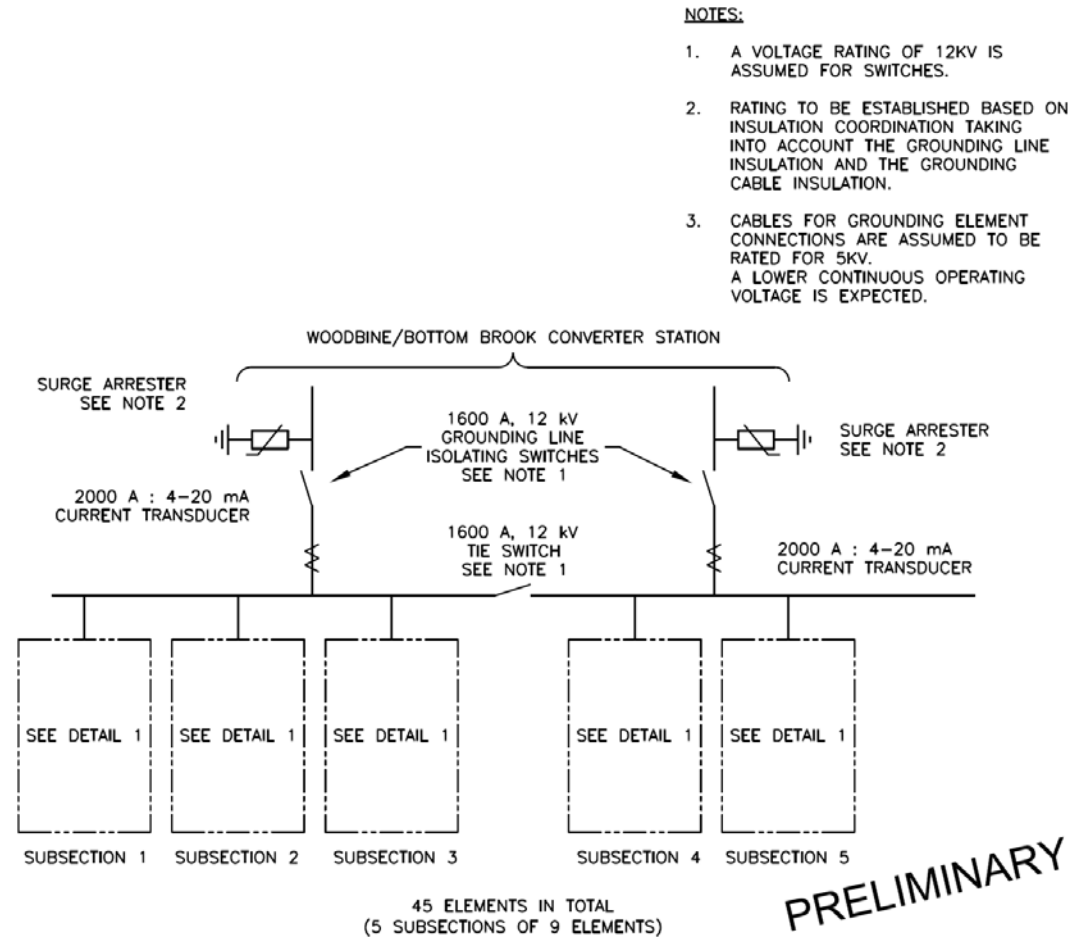 NOTES:
1. A VOLTAGE RATING OF 12KV IS
ASSUMED FOR SWITCHES.
2. RATING TO BE ESTABLISHED BASED ON
INSULATION COORDINATION TAKING
INTO ACCOUNT THE GROUNDING LINE
INSULATION AND THE GROUNDING
CABLE INSULATION.
3. CABLES FOR GROUNDING ELEMENT
CONNECTIONS ARE ASSUMED TO BE
RATED FOR 5KV.
A LOWER CONTINUOUS OPERATING
VOLTAGE IS EXPECTED.
WOODBINE/BOTTOM BROOK CONVERTER STATION
SURGE ARRESTER
SEE NOTE 2
1600 A, 12 kV
GROUNDING LINE
ISOLATING SWITCHES
SEE NOTE 1
SURGE ARRESTER
SEE NOTE 2
2000 A : 4-20 mA
CURRENT TRANSDUCER
1600 A, 12 kV
TIE SWITCH
SEE NOTE 1
2000 A : 4-20 mA
CURRENT TRANSDUCER
SEE DETAIL 1
SEE DETAIL 1
SEE DETAIL 1
SEE DETAIL 1
SEE DETAIL 1
SUBSECTION 1
SUBSECTION 2
SUBSECTION 3
SUBSECTION 4
SUBSECTION 5
45 ELEMENTS IN TOTAL
(5 SUBSECTIONS OF 9 ELEMENTS)
PRELIMINARY